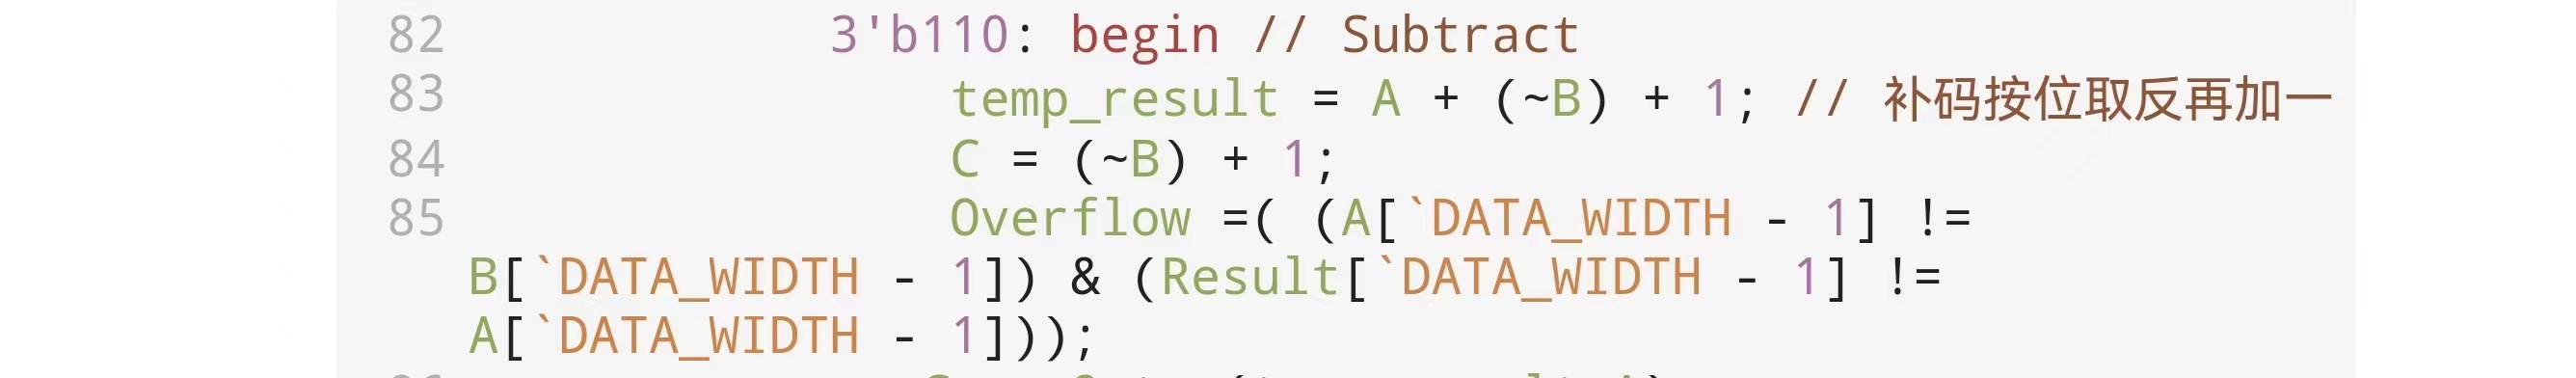 82 3'b110: begin // Subtract
83 temp_result = A + (~B) + 1; // 补码按位取反再加一
84 C = (~B) + 1;
85 Overflow =( (A[`DATA_WIDTH - 1] !=
B[`DATA_WIDTH - 1]) & (Result[`DATA_WIDTH - 1] !=
A[`DATA_WIDTH - 1]));